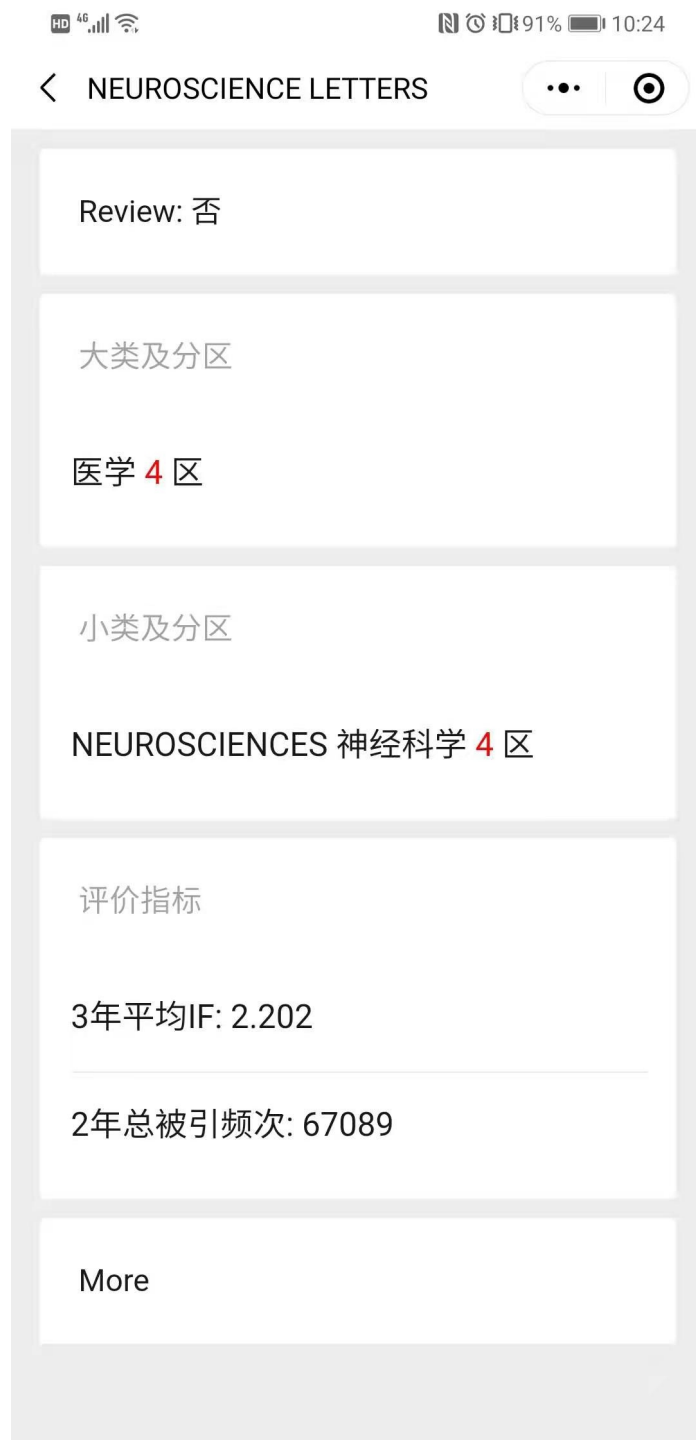 HD 4G 91% 10:24
NEUROSCIENCE LETTERS
Review: 否
大类及分区
医学 4 区
小类及分区
NEUROSCIENCES 神经科学 4 区
评价指标
3年平均IF: 2.202
2年总被引频次: 67089
More